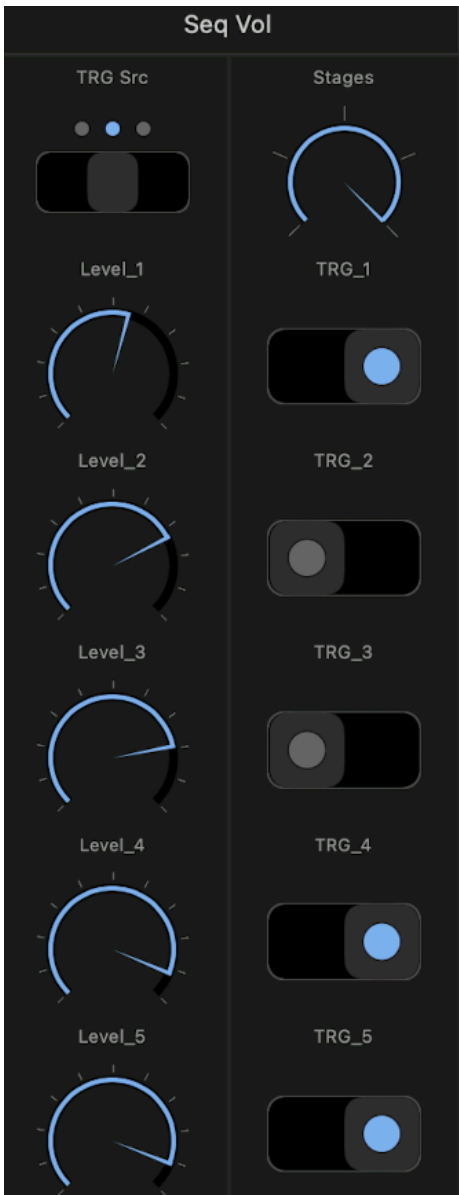 Seq Vol
TRG Src
Stages
Level_1
TRG_1
Level_2
TRG_2
Level_3
TRG_3
Level_4
TRG_4
Level_5
TRG_5